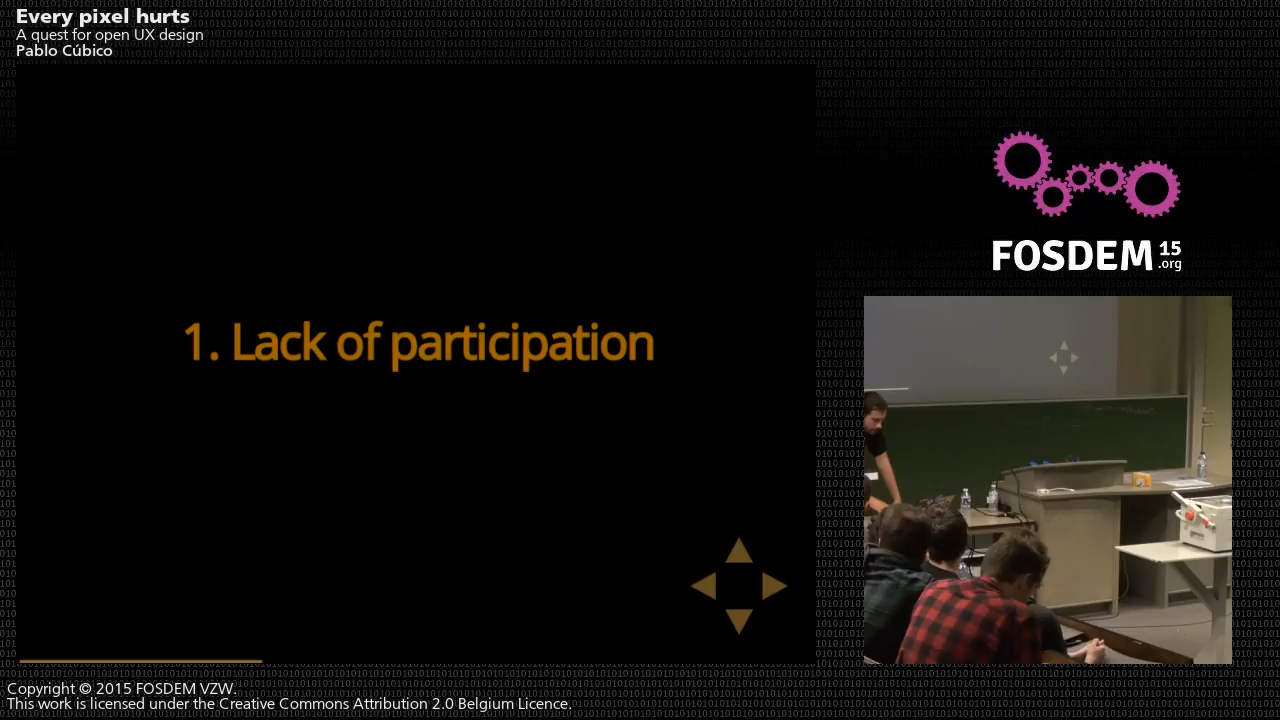 Every pixel hurts
A quest for open UX design
Pablo Cúbico
1. Lack of participation
FOSDEM 15
.org
Copyright © 2015 FOSDEM VZW.
This work is licensed under the Creative Commons Attribution 2.0 Belgium Licence.